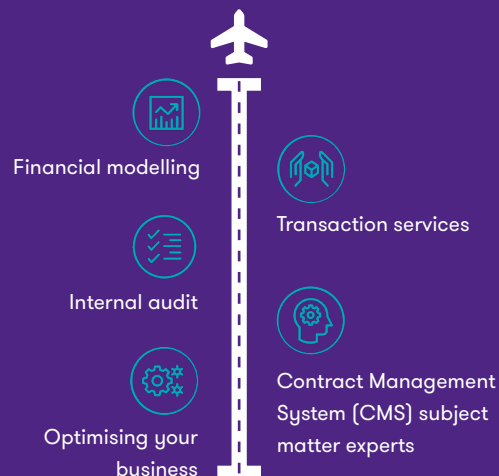 Financial modelling
Transaction services
Internal audit
Contract Management
System (CMS) subject
matter experts
Optimising your
business